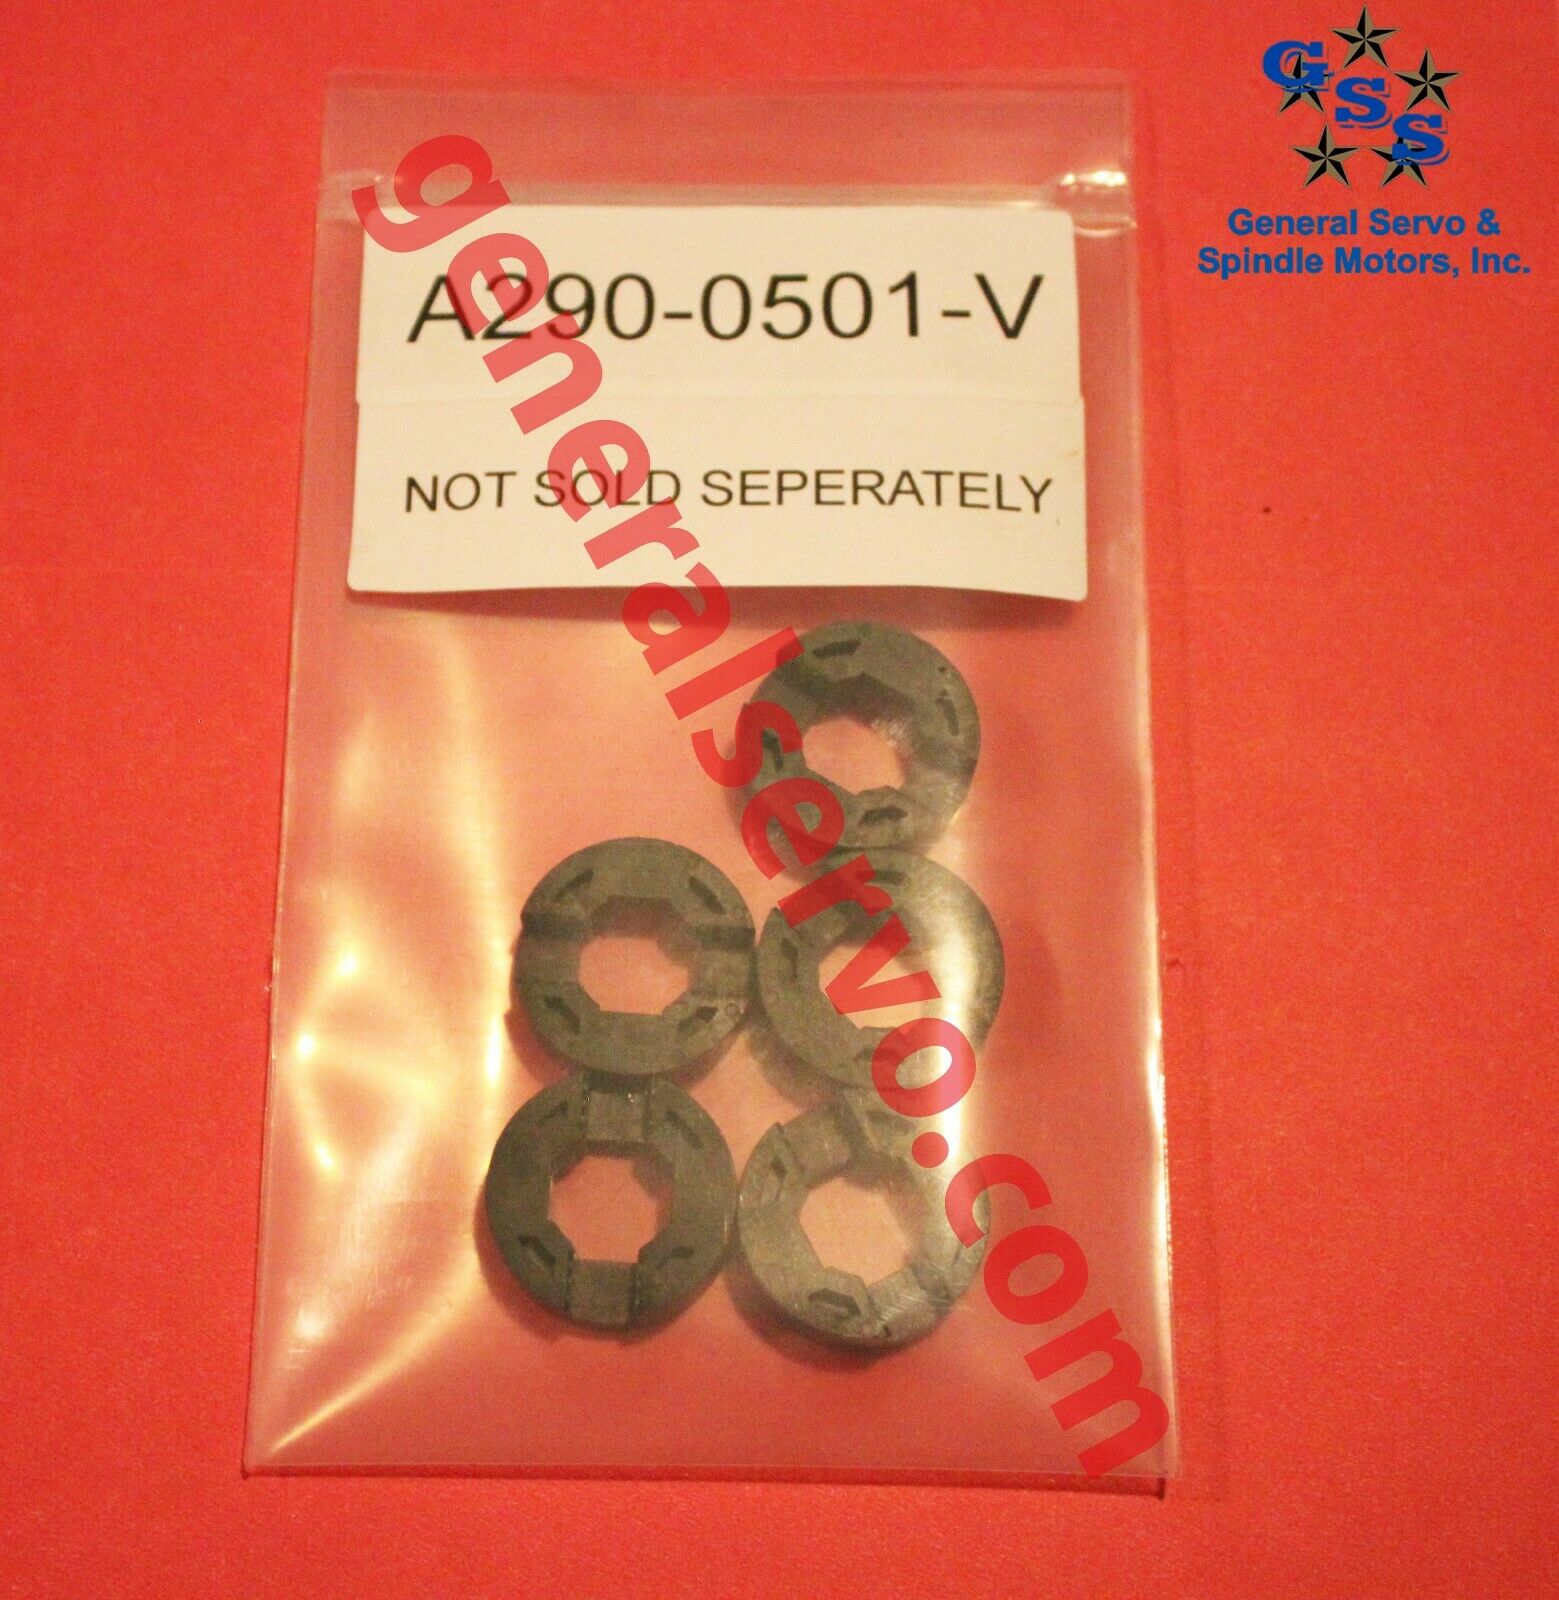 GSS
General Servo &
Spindle Motors, Inc.
A290-0501-V
NOT SOLD SEPERATELY
generalservo.com